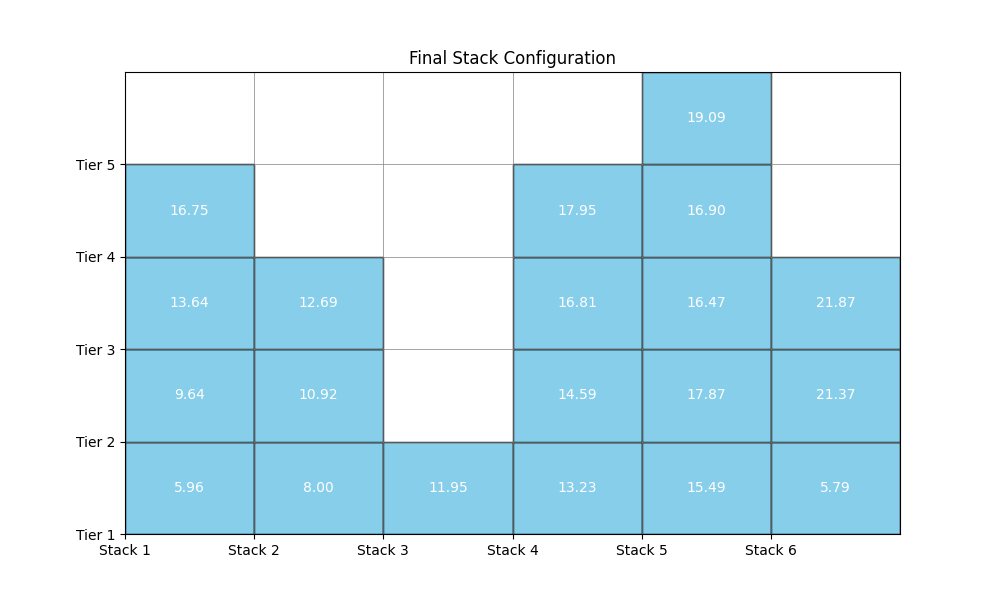 Final Stack Configuration
19.09
Tier 5
16.75 17.95 16.90
Tier 4
13.64 12.69 16.81 16.47 21.87
Tier 3
9.64 10.92 14.59 17.87 21.37
Tier 2
5.96 8.00 11.95 13.23 15.49 5.79
Tier 1
Stack 1 Stack 2 Stack 3 Stack 4 Stack 5 Stack 6